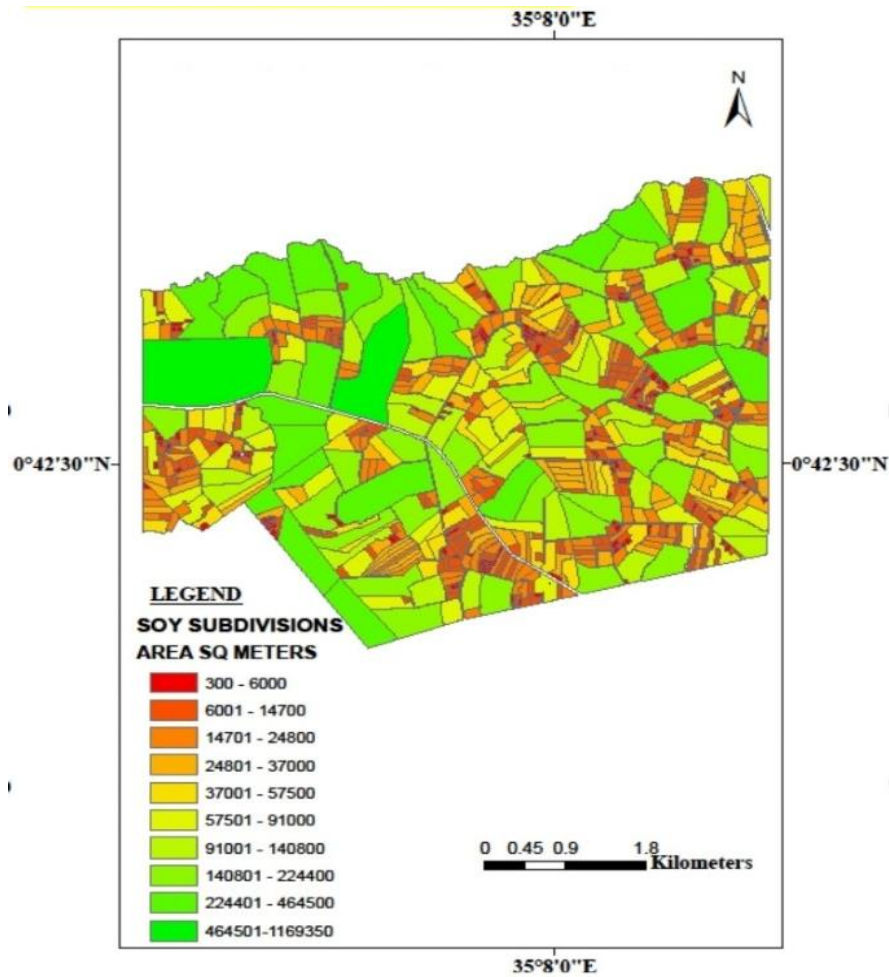 35°8'0"E
N
0°42'30"N
0°42'30"N
LEGEND
SOY SUBDIVISIONS
AREA SQ METERS
300 - 6000
6001 - 14700
14701 - 24800
24801 - 37000
37001 - 57500
57501 - 91000
91001 - 140800
140801 - 224400
224401 - 464500
464501-1169350
0 0.45 0.9 1.8
Kilometers
35°8'0"E